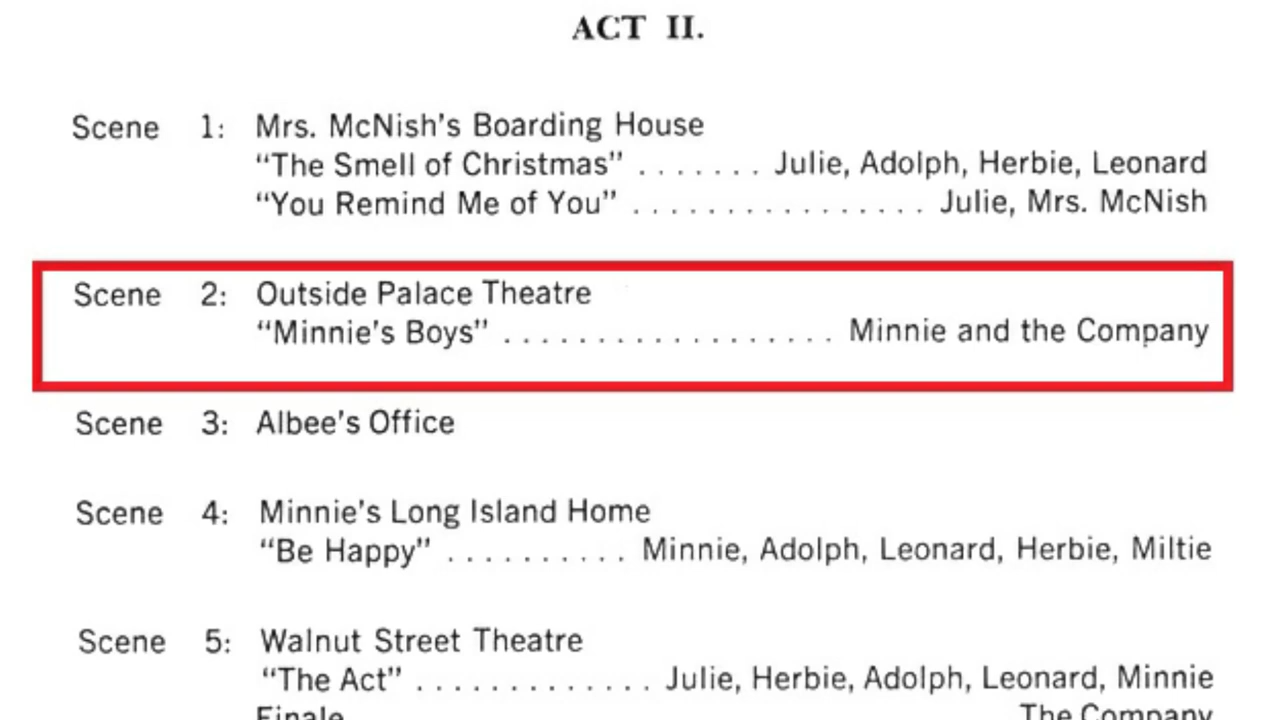 ACT II.
Scene 1: Mrs. McNish's Boarding House
"The Smell of Christmas" ....... Julie, Adolph, Herbie, Leonard
"You Remind Me of You" ................ Julie, Mrs. McNish
Scene 2: Outside Palace Theatre
"Minnie's Boys" .................. Minnie and the Company
Scene 3: Albee's Office
Scene 4: Minnie's Long Island Home
"Be Happy" .......... Minnie, Adolph, Leonard, Herbie, Miltie
Scene 5: Walnut Street Theatre
"The Act" ............. Julie, Herbie, Adolph, Leonard, Minnie
Finale The Company